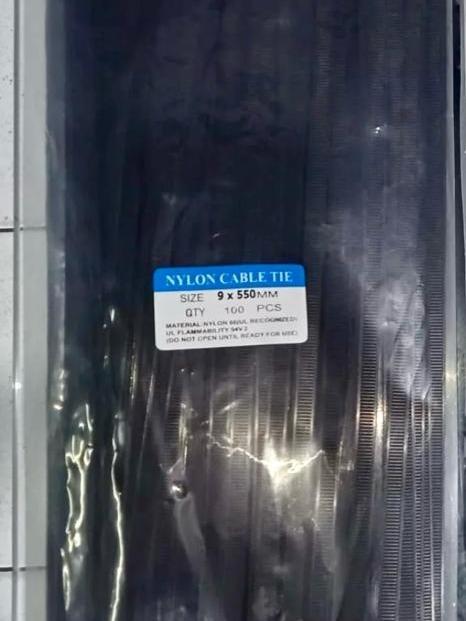 NYLON CABLE TIE
SIZE 9 x 550MM
QTY 100 PCS
MATERIAL:NYLON 66(UL RECOGNIZED)
UL FLAMMABILITY 94V 2
(DO NOT OPEN UNTIL READY FOR USE)